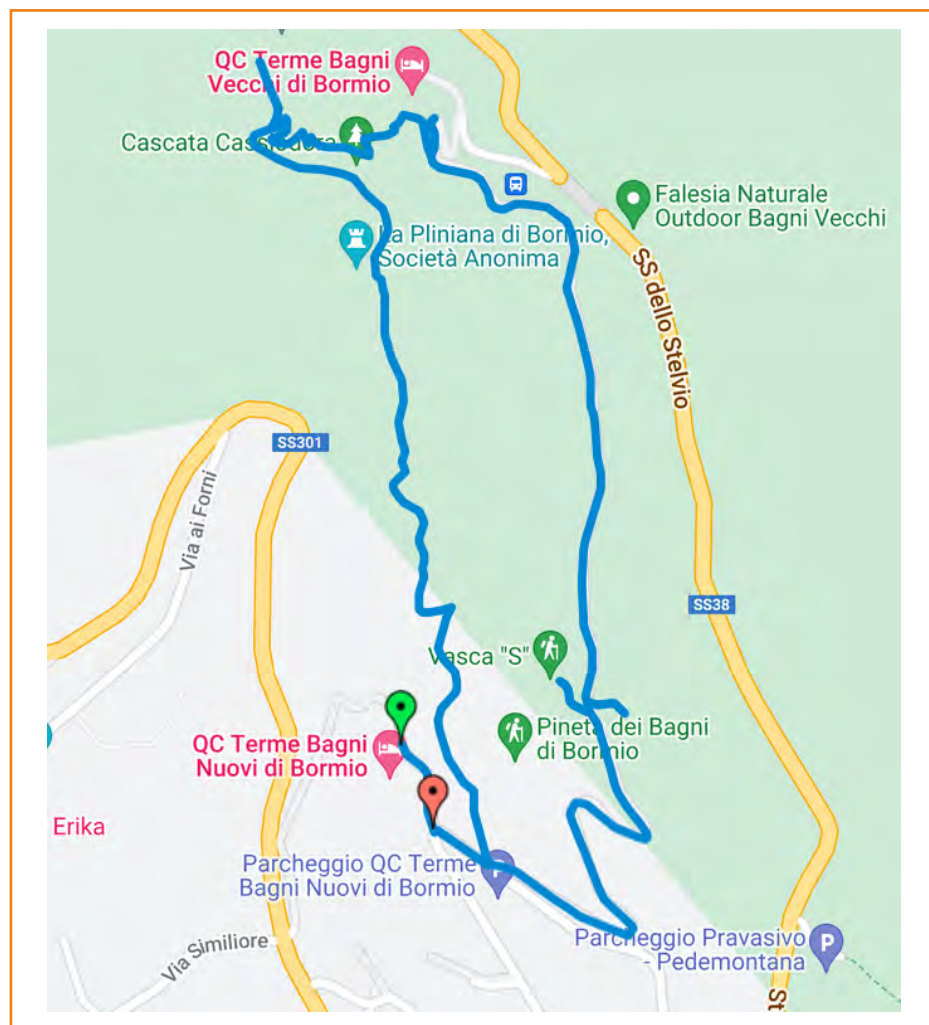 QC Terme Bagni
Vecchi di Bormio
Cascata Cassiodora
Falesia Naturale
Outdoor Bagni Vecchi
La Pliniana di Bormio,
Società Anonima
SS dello Stelvio
SS301
Via ai Forni
SS38
Vasca "S"
Pineta dei Bagni
di Bormio
QC Terme Bagni
Nuovi di Bormio
Erika
Parcheggio QC Terme
Bagni Nuovi di Bormio
P
Via Similiore
Parcheggio Pravasivo
- Pedemontana
P
St